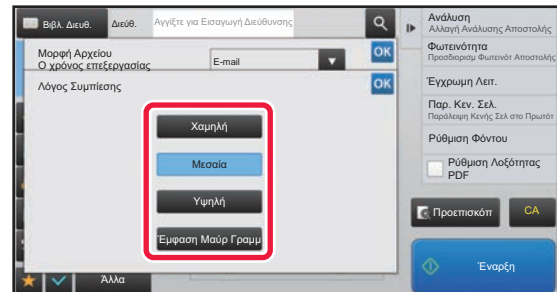 Βιβλ. Διευθ.
Διεύθ.
Αγγίξτε για Εισαγωγή Διεύθυνσης
Μορφή Αρχείου
Ο χρόνος επεξεργασίας
E-mail
OK
Λόγος Συμπίεσης
OK
Χαμηλή
Μεσαία
Υψηλή
Έμφαση Μαύρ Γραμμ
Άλλα
Ανάλυση
Αλλαγή Ανάλυσης Αποστολής
Φωτεινότητα
Προσδιορισμ Φωτεινότ Αποστολής
Έγχρωμη Λειτ.
Παρ. Κεν. Σελ.
Παράλειψη Κενής Σελ στο Πρωτότ
Ρύθμιση Φόντου
Ρύθμιση Λοξότητας
PDF
Προεπισκόπ
CA
Έναρξη